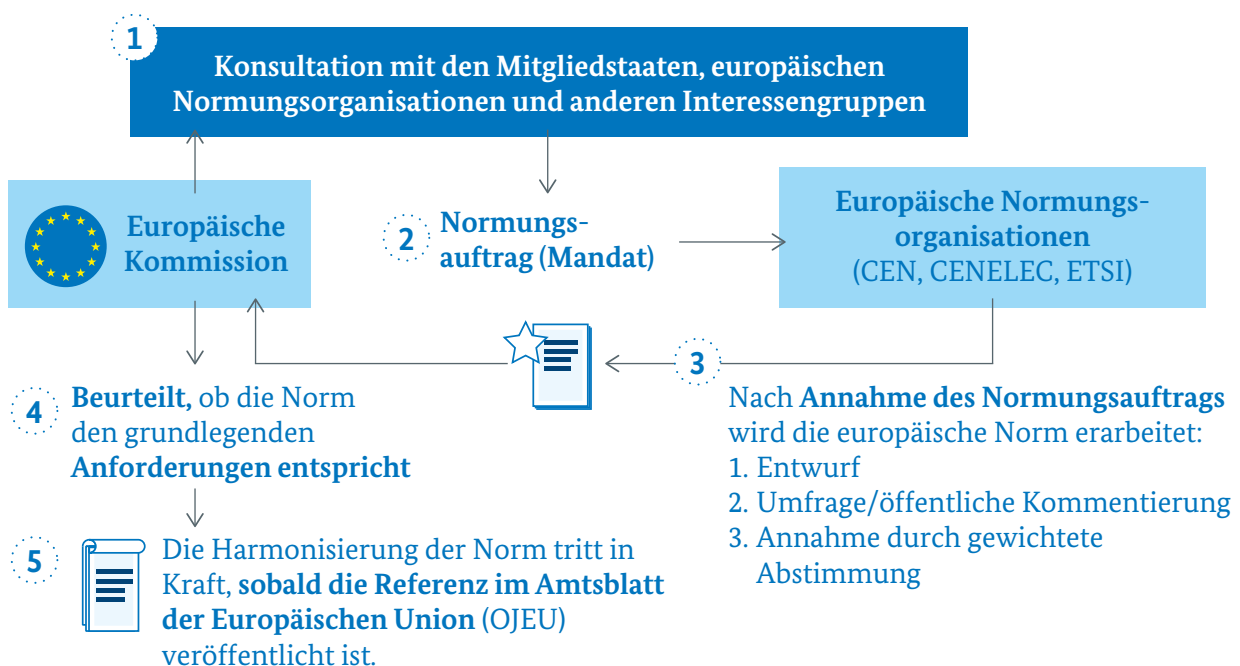 1
Konsultation mit den Mitgliedstaaten, europäischen
Normungsorganisationen und anderen Interessengruppen
Europäische
Kommission
2
Normungs-
auftrag (Mandat)
Europäische Normungs-
organisationen
(CEN, CENELEC, ETSI)
3
Nach Annahme des Normungsauftrags
wird die europäische Norm erarbeitet:
1. Entwurf
2. Umfrage/öffentliche Kommentierung
3. Annahme durch gewichtete
Abstimmung
4
Beurteilt, ob die Norm
den grundlegenden
Anforderungen entspricht
5
Die Harmonisierung der Norm tritt in
Kraft, sobald die Referenz im Amtsblatt
der Europäischen Union (OJEU)
veröffentlicht ist.